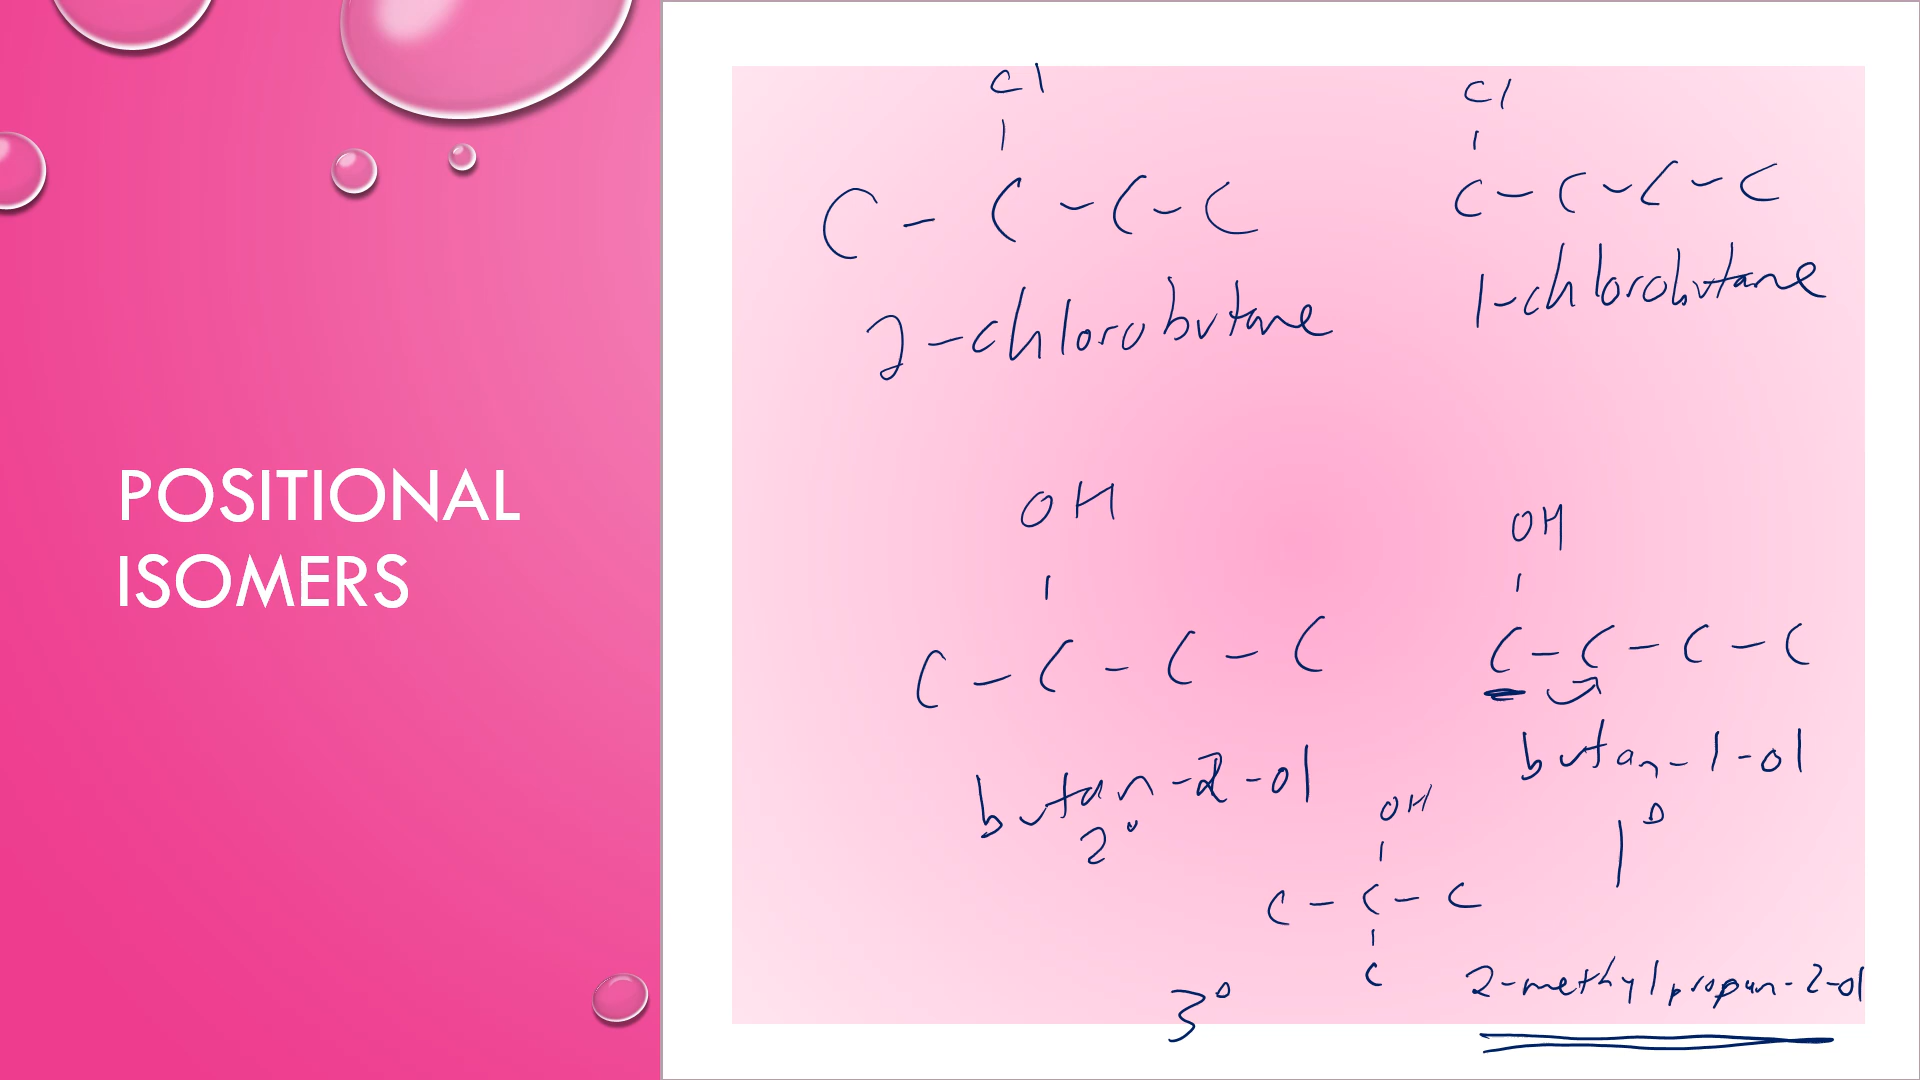 POSITIONAL
ISOMERS
Cl
|
C - C - C - C
2-chlorobutane
Cl
|
C - C - C - C
1-chlorobutane
OH
|
C - C - C - C
butan-2-ol
2°
OH
|
C - C - C - C
butan-1-ol
1°
OH
|
C - C - C
|
C
3°
2-methylpropan-2-ol